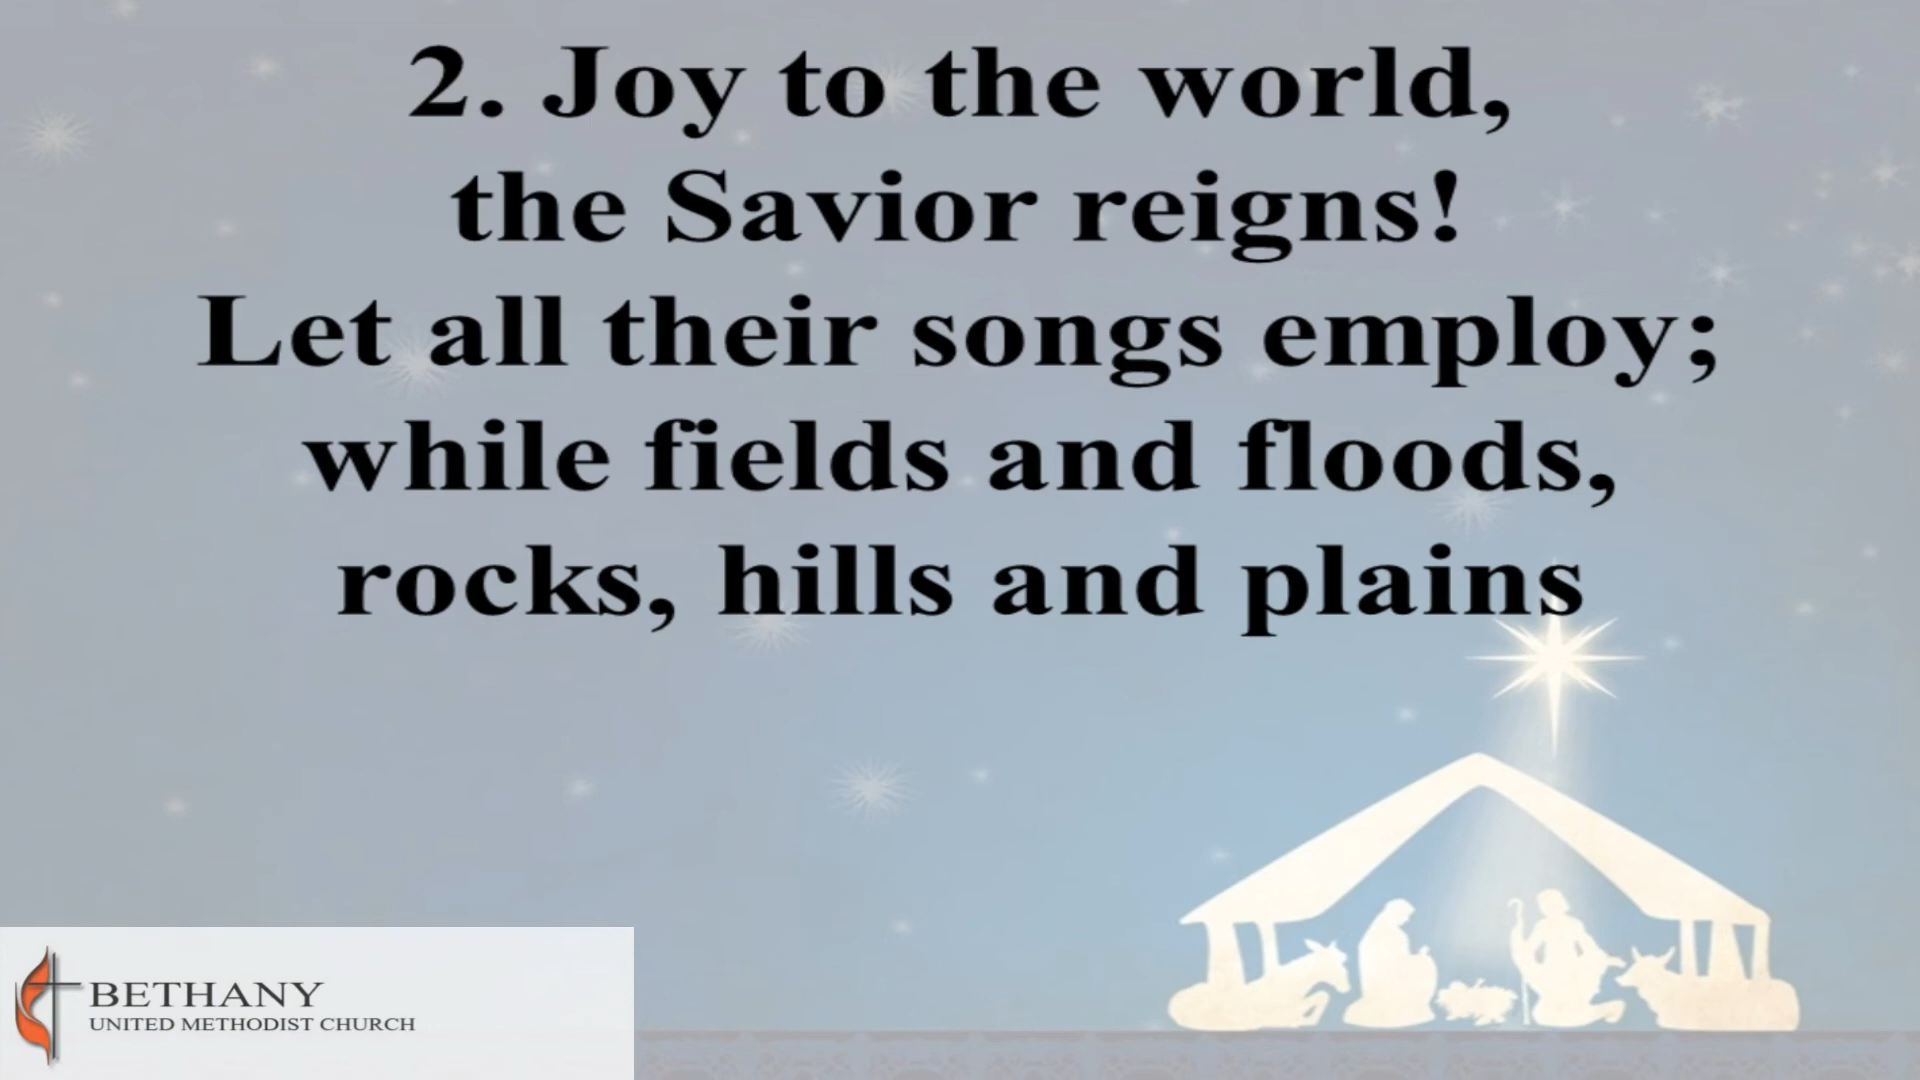 2. Joy to the world,
the Savior reigns!
Let all their songs employ;
while fields and floods,
rocks, hills and plains
BETHANY
UNITED METHODIST CHURCH